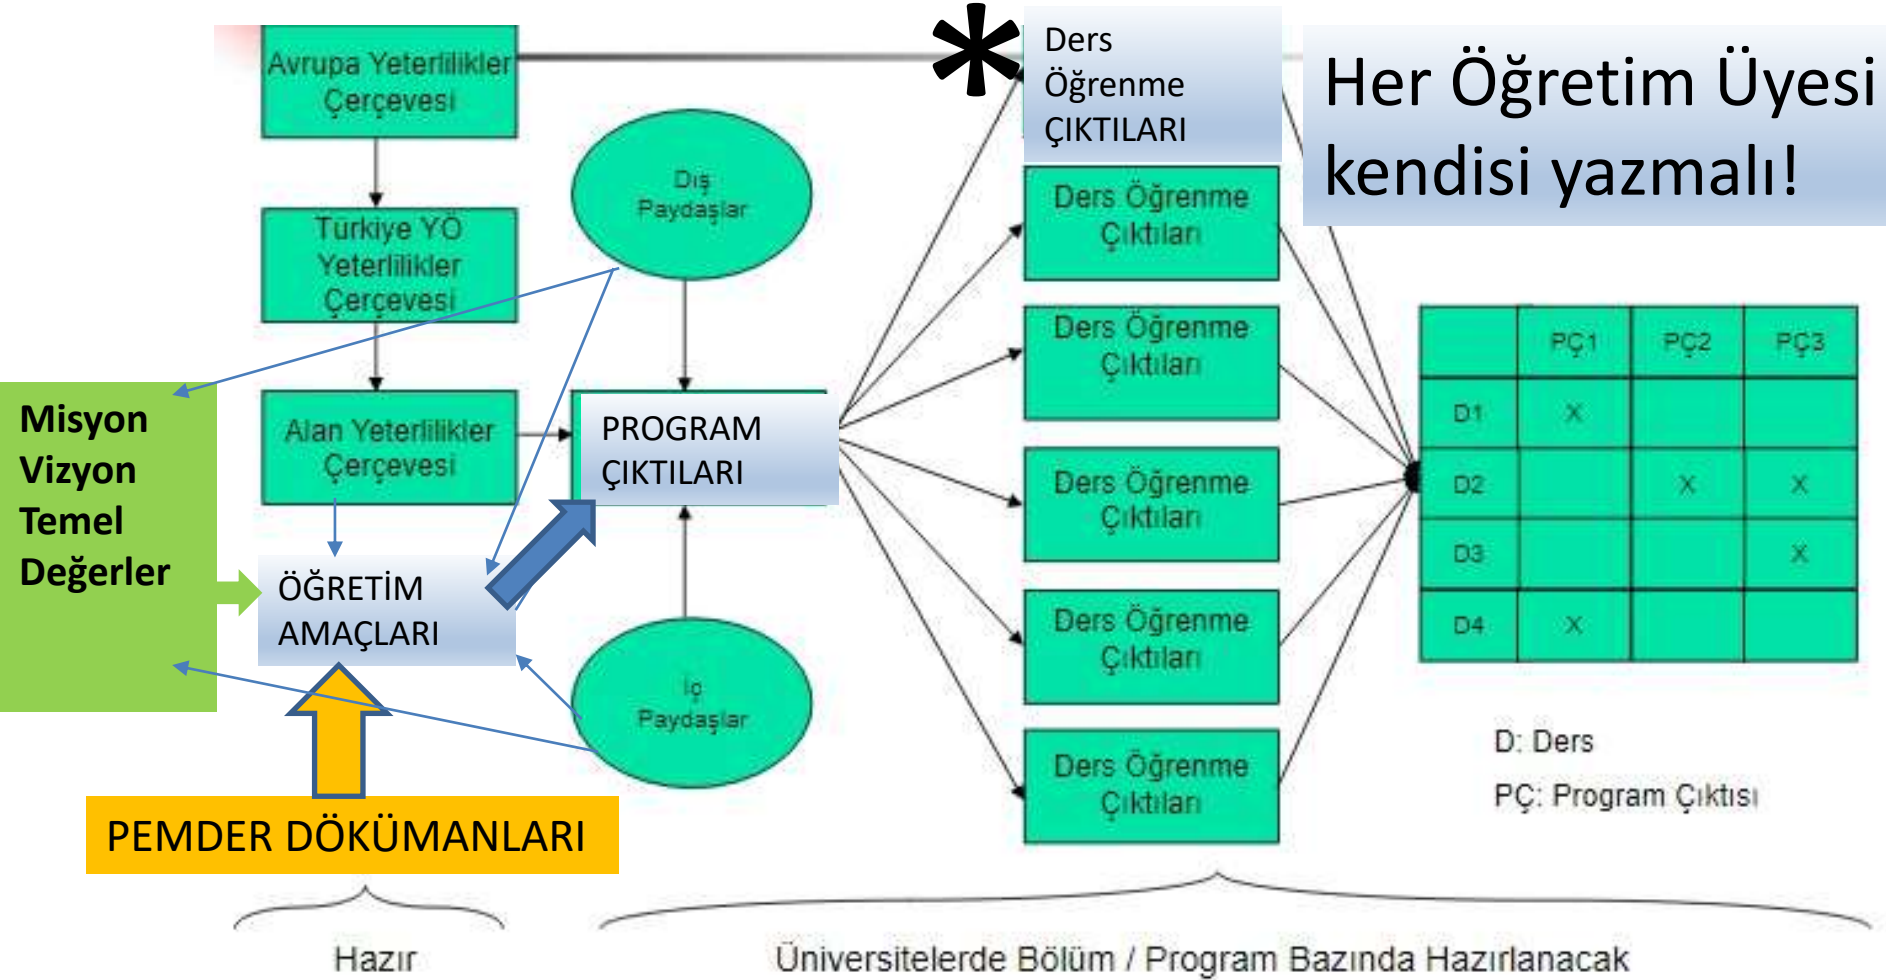 Avrupa Yeterlilikler
Çerçevesi
Türkiye YÖ
Yeterlilikler
Çerçevesi
Alan Yeterlilikler
Çerçevesi
Misyon
Vizyon
Temel
Değerler
ÖĞRETİM
AMAÇLARI
PEMDER DÖKÜMANLARI
Dış
Paydaşlar
PROGRAM
ÇIKTILARI
İç
Paydaşlar
*
Ders
Öğrenme
ÇIKTILARI
Ders Öğrenme
Çıktıları
Ders Öğrenme
Çıktıları
Ders Öğrenme
Çıktıları
Ders Öğrenme
Çıktıları
Ders Öğrenme
Çıktıları
Her Öğretim Üyesi
kendisi yazmalı!
PÇ1 PÇ2 PÇ3
D1 X
D2 X X
D3 X
D4 X
D: Ders
PÇ: Program Çıktısı
Hazır
Üniversitelerde Bölüm / Program Bazında Hazırlanacak